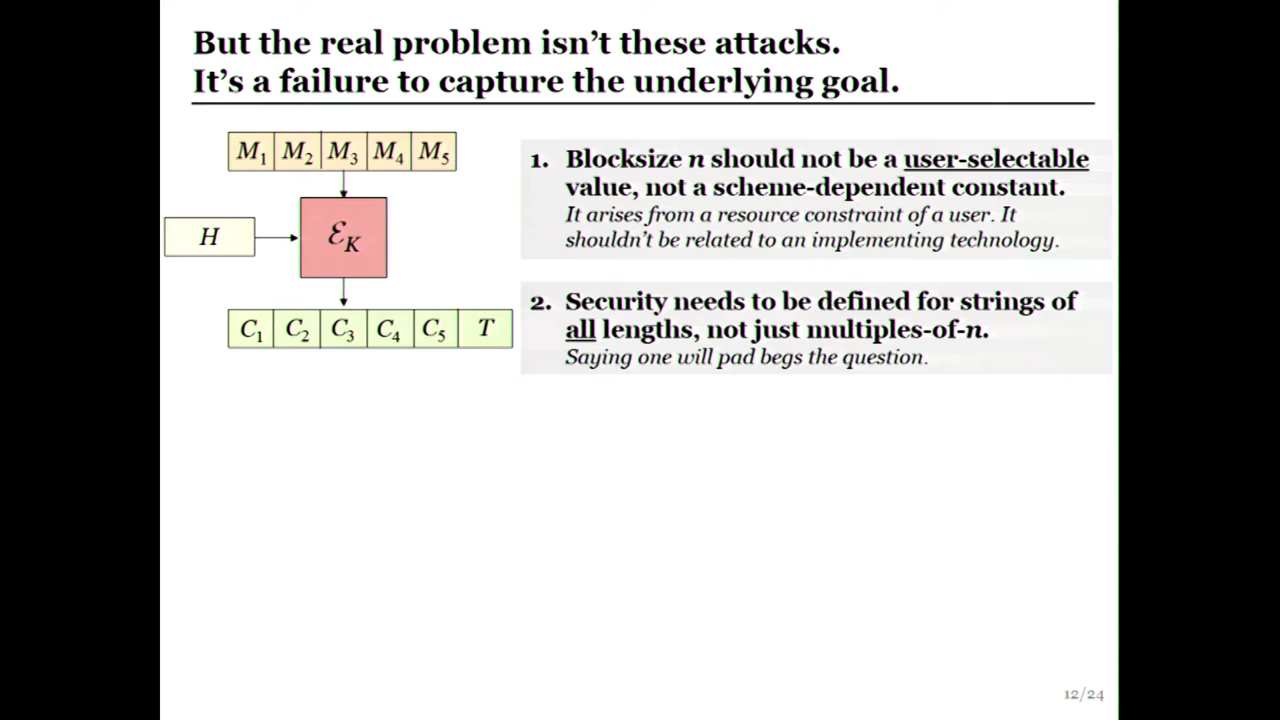 But the real problem isn't these attacks.
It's a failure to capture the underlying goal.
M1 M2 M3 M4 M5
H
ℰK
C1 C2 C3 C4 C5 T
1. Blocksize n should not be a user-selectable
value, not a scheme-dependent constant.
It arises from a resource constraint of a user. It
shouldn't be related to an implementing technology.
2. Security needs to be defined for strings of
all lengths, not just multiples-of-n.
Saying one will pad begs the question.
12/24